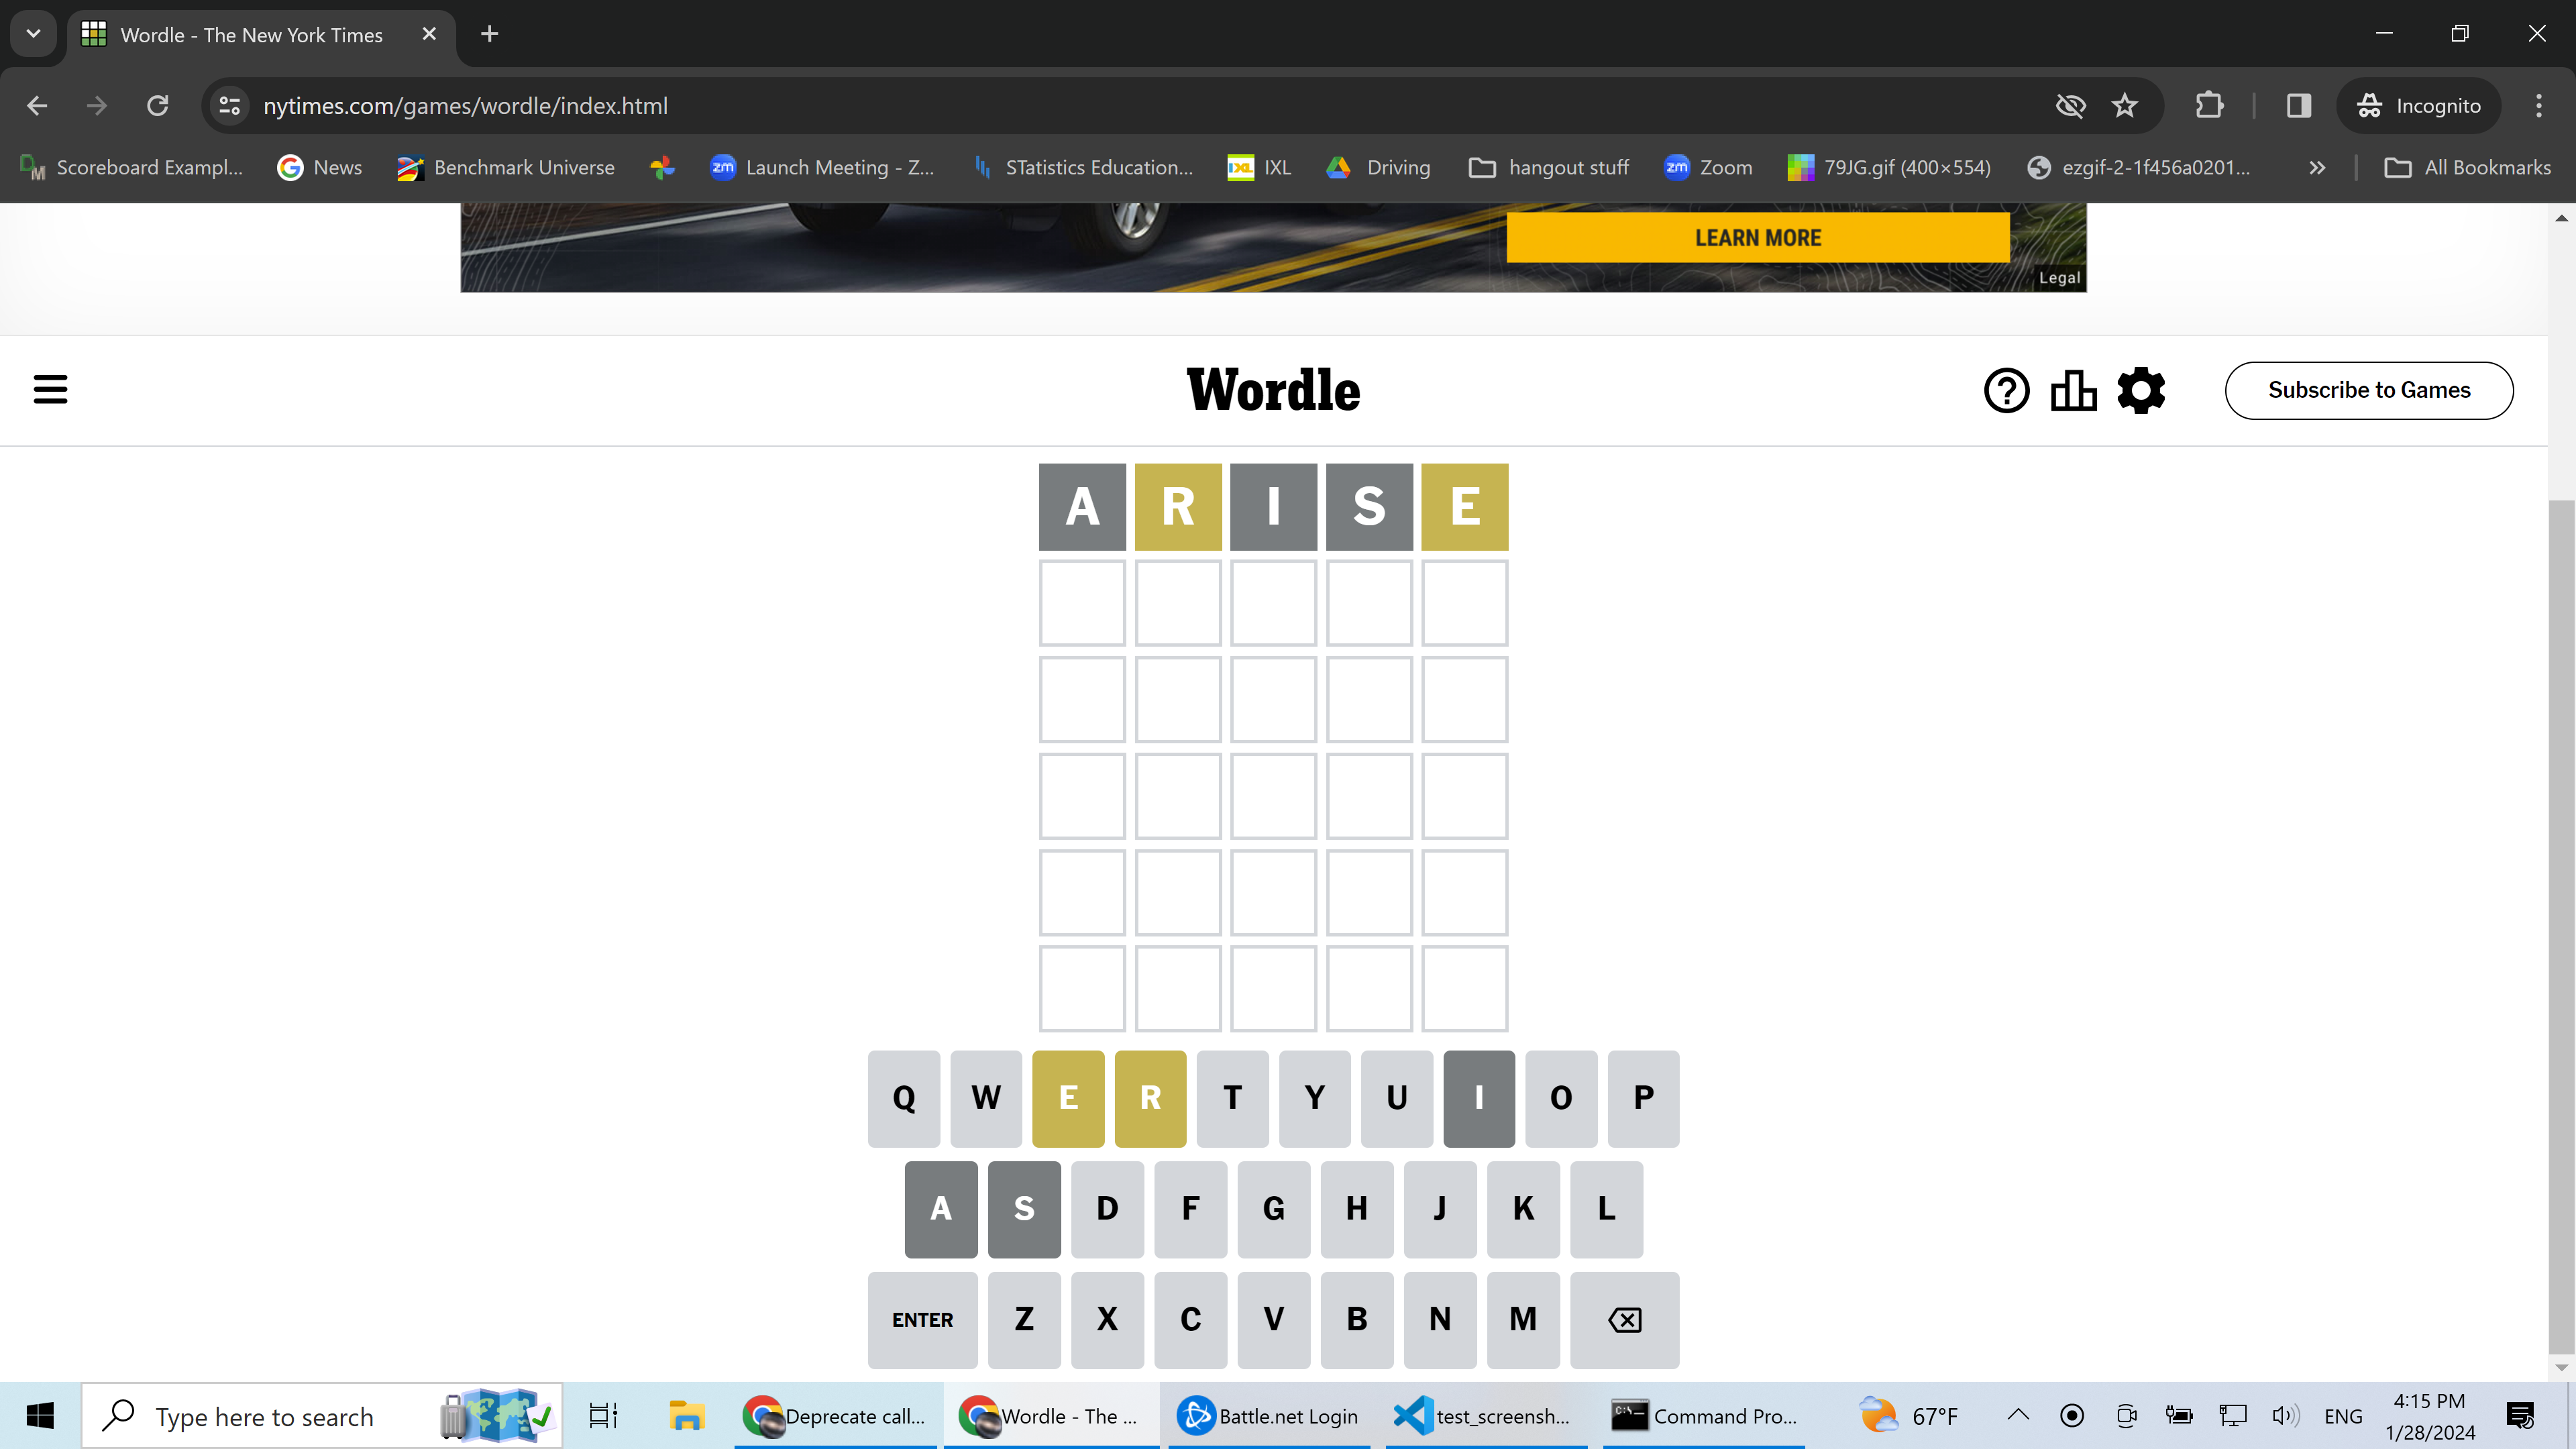 Wordle - The New York Times
nytimes.com/games/wordle/index.html
Incognito
Scoreboard Exampl...
News
Benchmark Universe
Launch Meeting - Z...
STatistics Education...
IXL
Driving
hangout stuff
Zoom
79JG.gif (400×554)
ezgif-2-1f456a0201...
All Bookmarks
LEARN MORE
Legal
Wordle
Subscribe to Games
A R I S E
Q W E R T Y U I O P
A S D F G H J K L
ENTER Z X C V B N M
Type here to search
Deprecate call...
Wordle - The ...
Battle.net Login
test_screensh...
Command Pro...
67°F
ENG
4:15 PM
1/28/2024